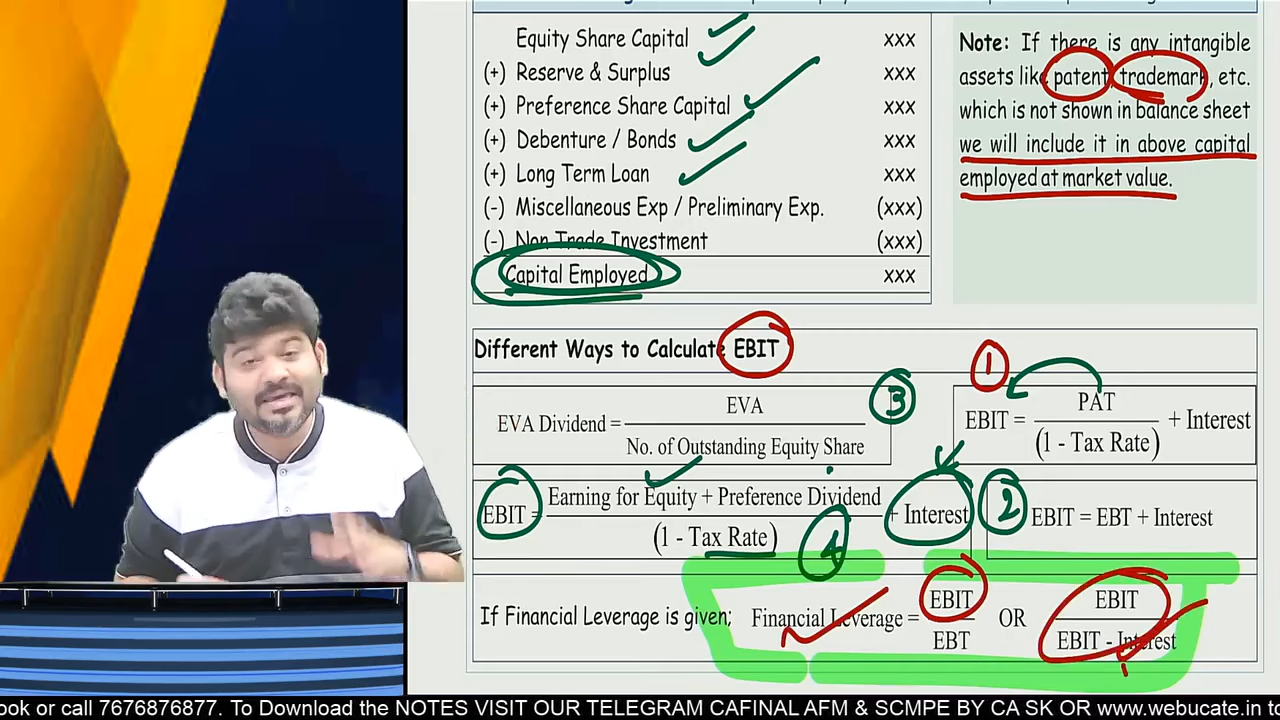 Equity Share Capital xxx
(+) Reserve & Surplus xxx
(+) Preference Share Capital xxx
(+) Debenture / Bonds xxx
(+) Long Term Loan xxx
(-) Miscellaneous Exp / Preliminary Exp. (xxx)
(-) Non Trade Investment (xxx)
Capital Employed xxx
Note: If there is any intangible
assets like patent, trademark, etc.
which is not shown in balance sheet
we will include it in above capital
employed at market value.
Different Ways to Calculate EBIT
EVA Dividend = EVA / No. of Outstanding Equity Share
3
1
EBIT = PAT / (1 - Tax Rate) + Interest
EBIT = Earning for Equity + Preference Dividend / (1 - Tax Rate) + Interest
4
2
EBIT = EBT + Interest
If Financial Leverage is given; Financial Leverage = EBIT / EBT OR EBIT / EBIT - Interest
ook or call 7676876877. To Download the NOTES VISIT OUR TELEGRAM CAFINAL AFM & SCMPE BY CA SK OR www.webucate.in to